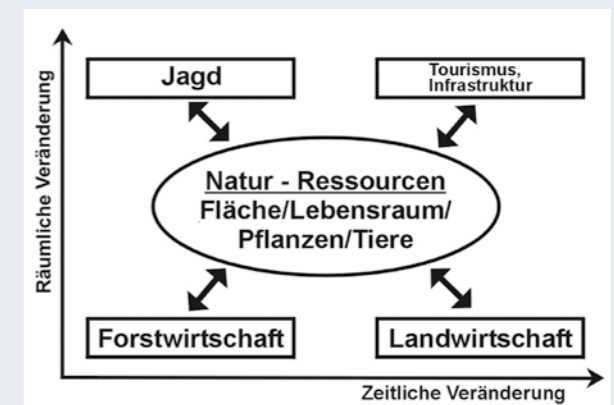 Räumliche Veränderung
Jagd
Tourismus,
Infrastruktur
Natur - Ressourcen
Fläche/Lebensraum/
Pflanzen/Tiere
Forstwirtschaft
Landwirtschaft
Zeitliche Veränderung